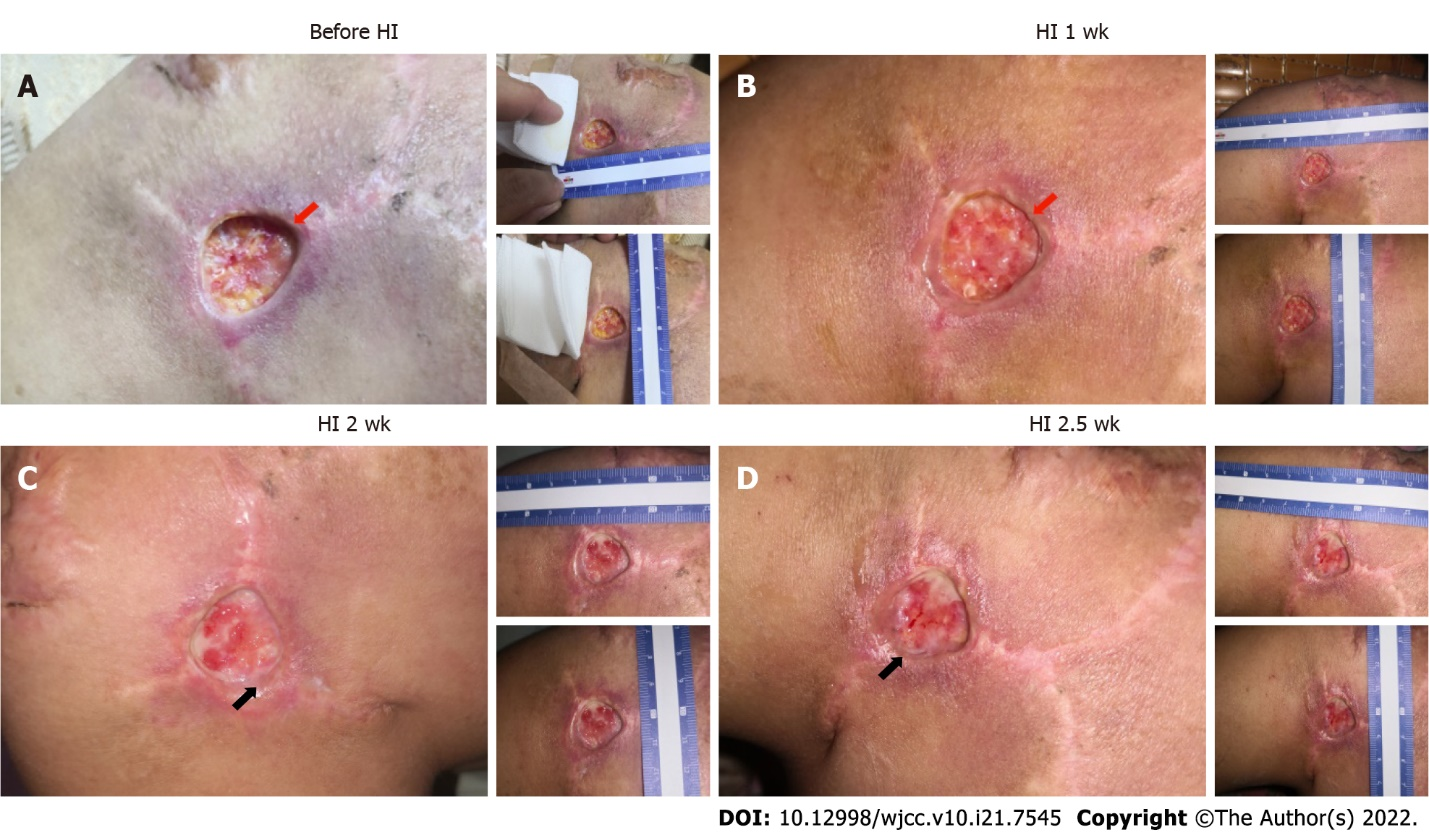 Before HI
HI 1 wk
A
B
HI 2 wk
HI 2.5 wk
C
D
DOI: 10.12998/wjcc.v10.i21.7545 Copyright ©The Author(s) 2022.